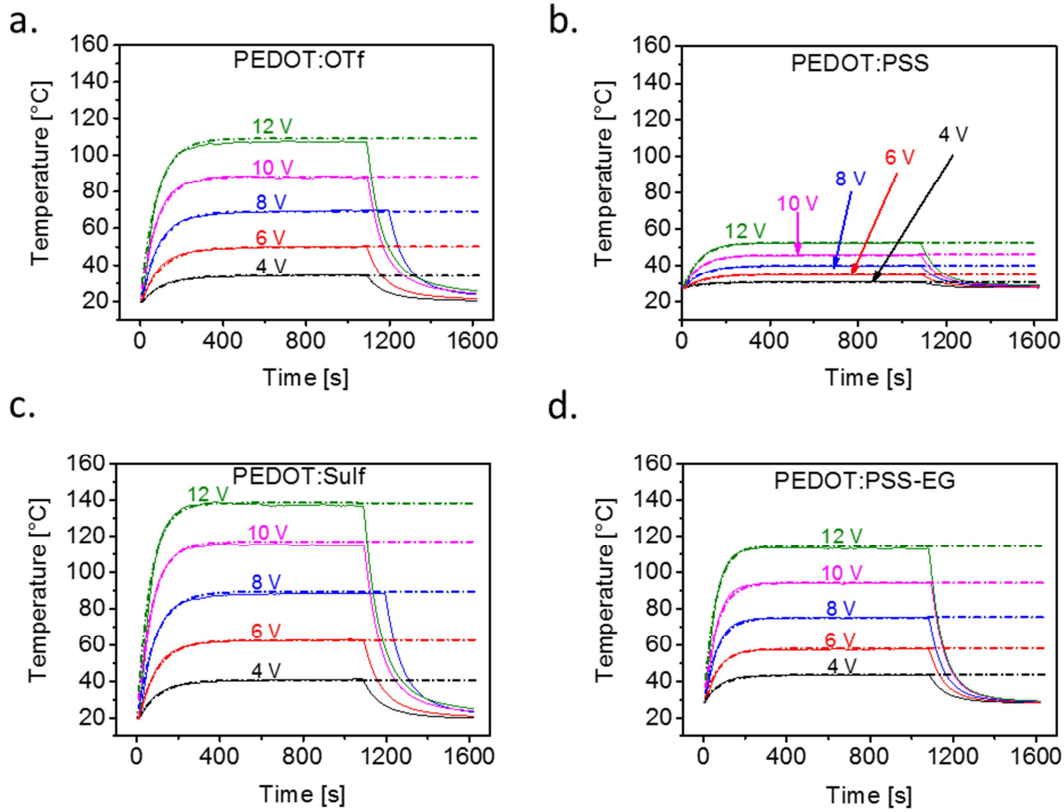 a.
PEDOT:OTf
Temperature [°C]
160
140
120
100
80
60
40
20
12 V
10 V
8 V
6 V
4 V
0 400 800 1200 1600
Time [s]
b.
PEDOT:PSS
Temperature [°C]
160
140
120
100
80
60
40
20
4 V
6 V
8 V
10 V
12 V
0 400 800 1200 1600
Time [s]
c.
PEDOT:Sulf
Temperature [°C]
160
140
120
100
80
60
40
20
12 V
10 V
8 V
6 V
4 V
0 400 800 1200 1600
Time [s]
d.
PEDOT:PSS-EG
Temperature [°C]
160
140
120
100
80
60
40
20
12 V
10 V
8 V
6 V
4 V
0 400 800 1200 1600
Time [s]